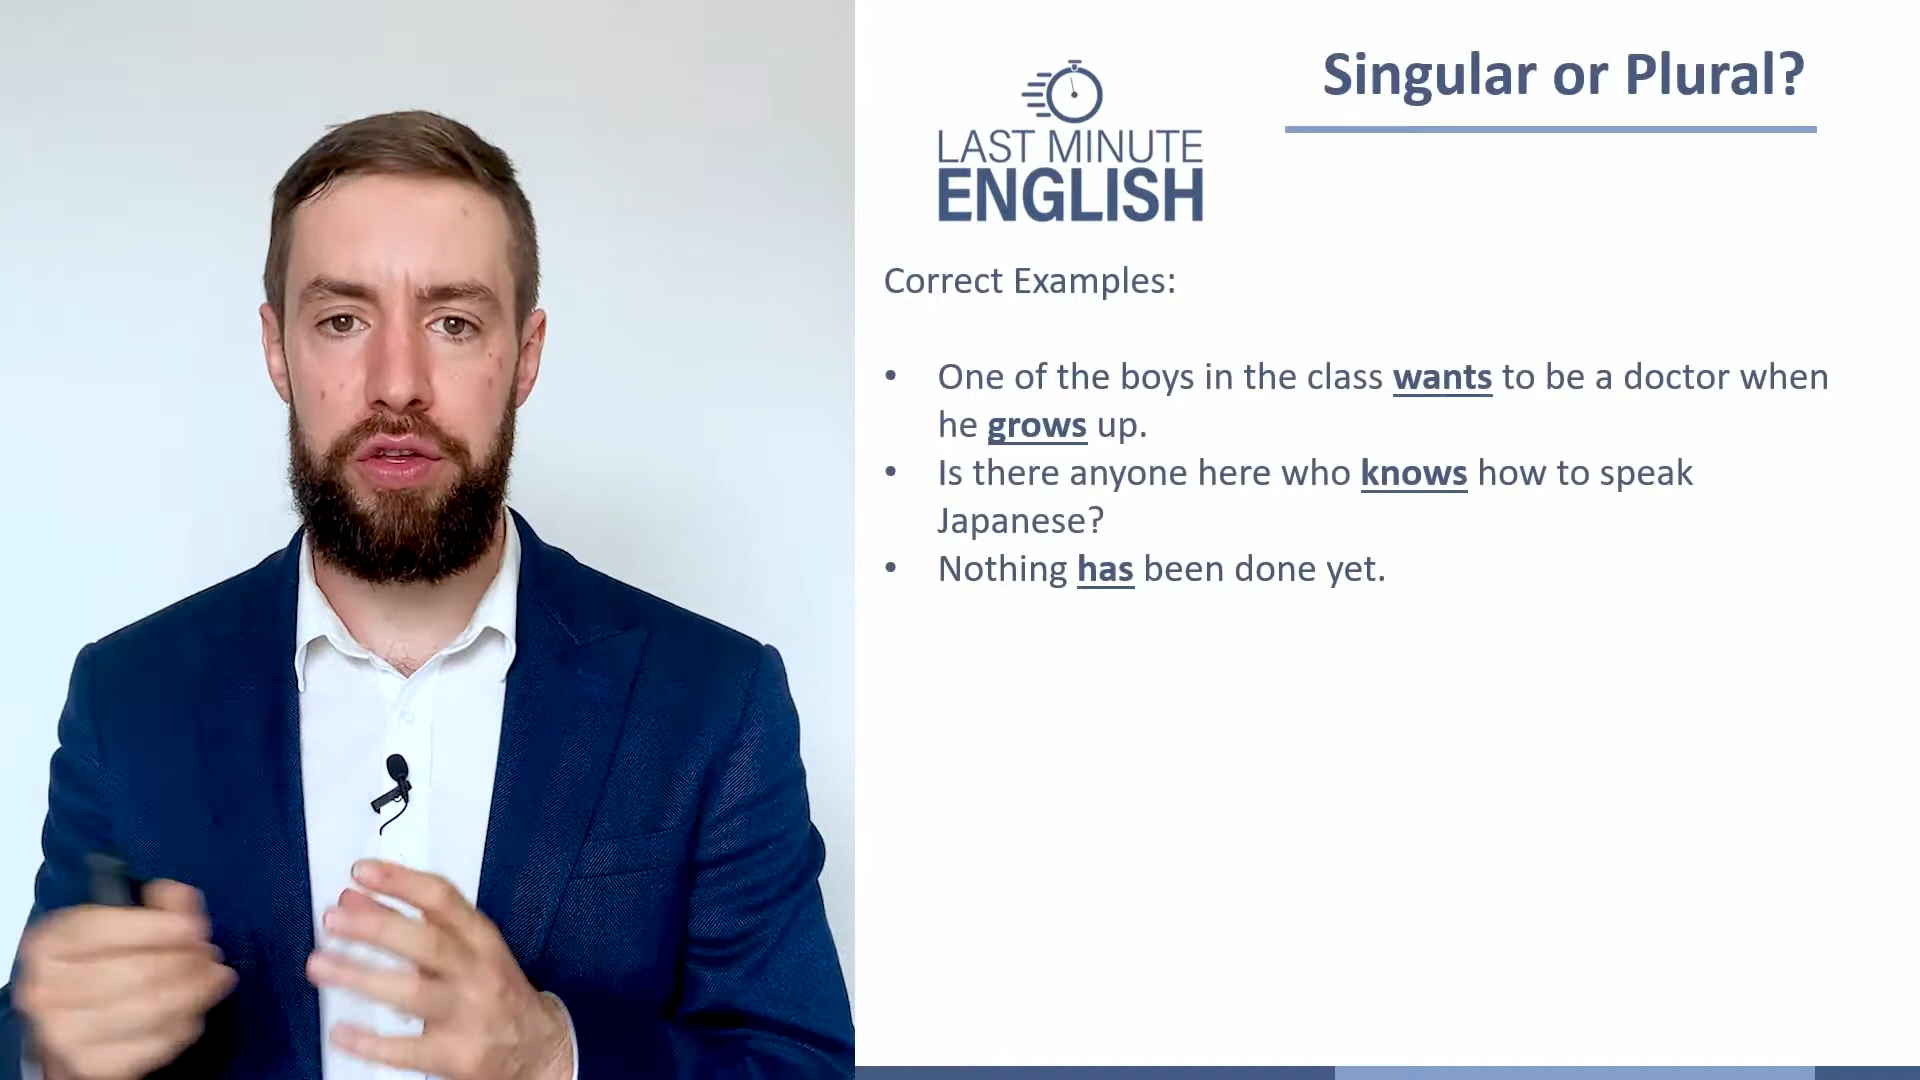 Singular or Plural?
LAST MINUTE
ENGLISH
Correct Examples:
• One of the boys in the class wants to be a doctor when
he grows up.
• Is there anyone here who knows how to speak
Japanese?
• Nothing has been done yet.